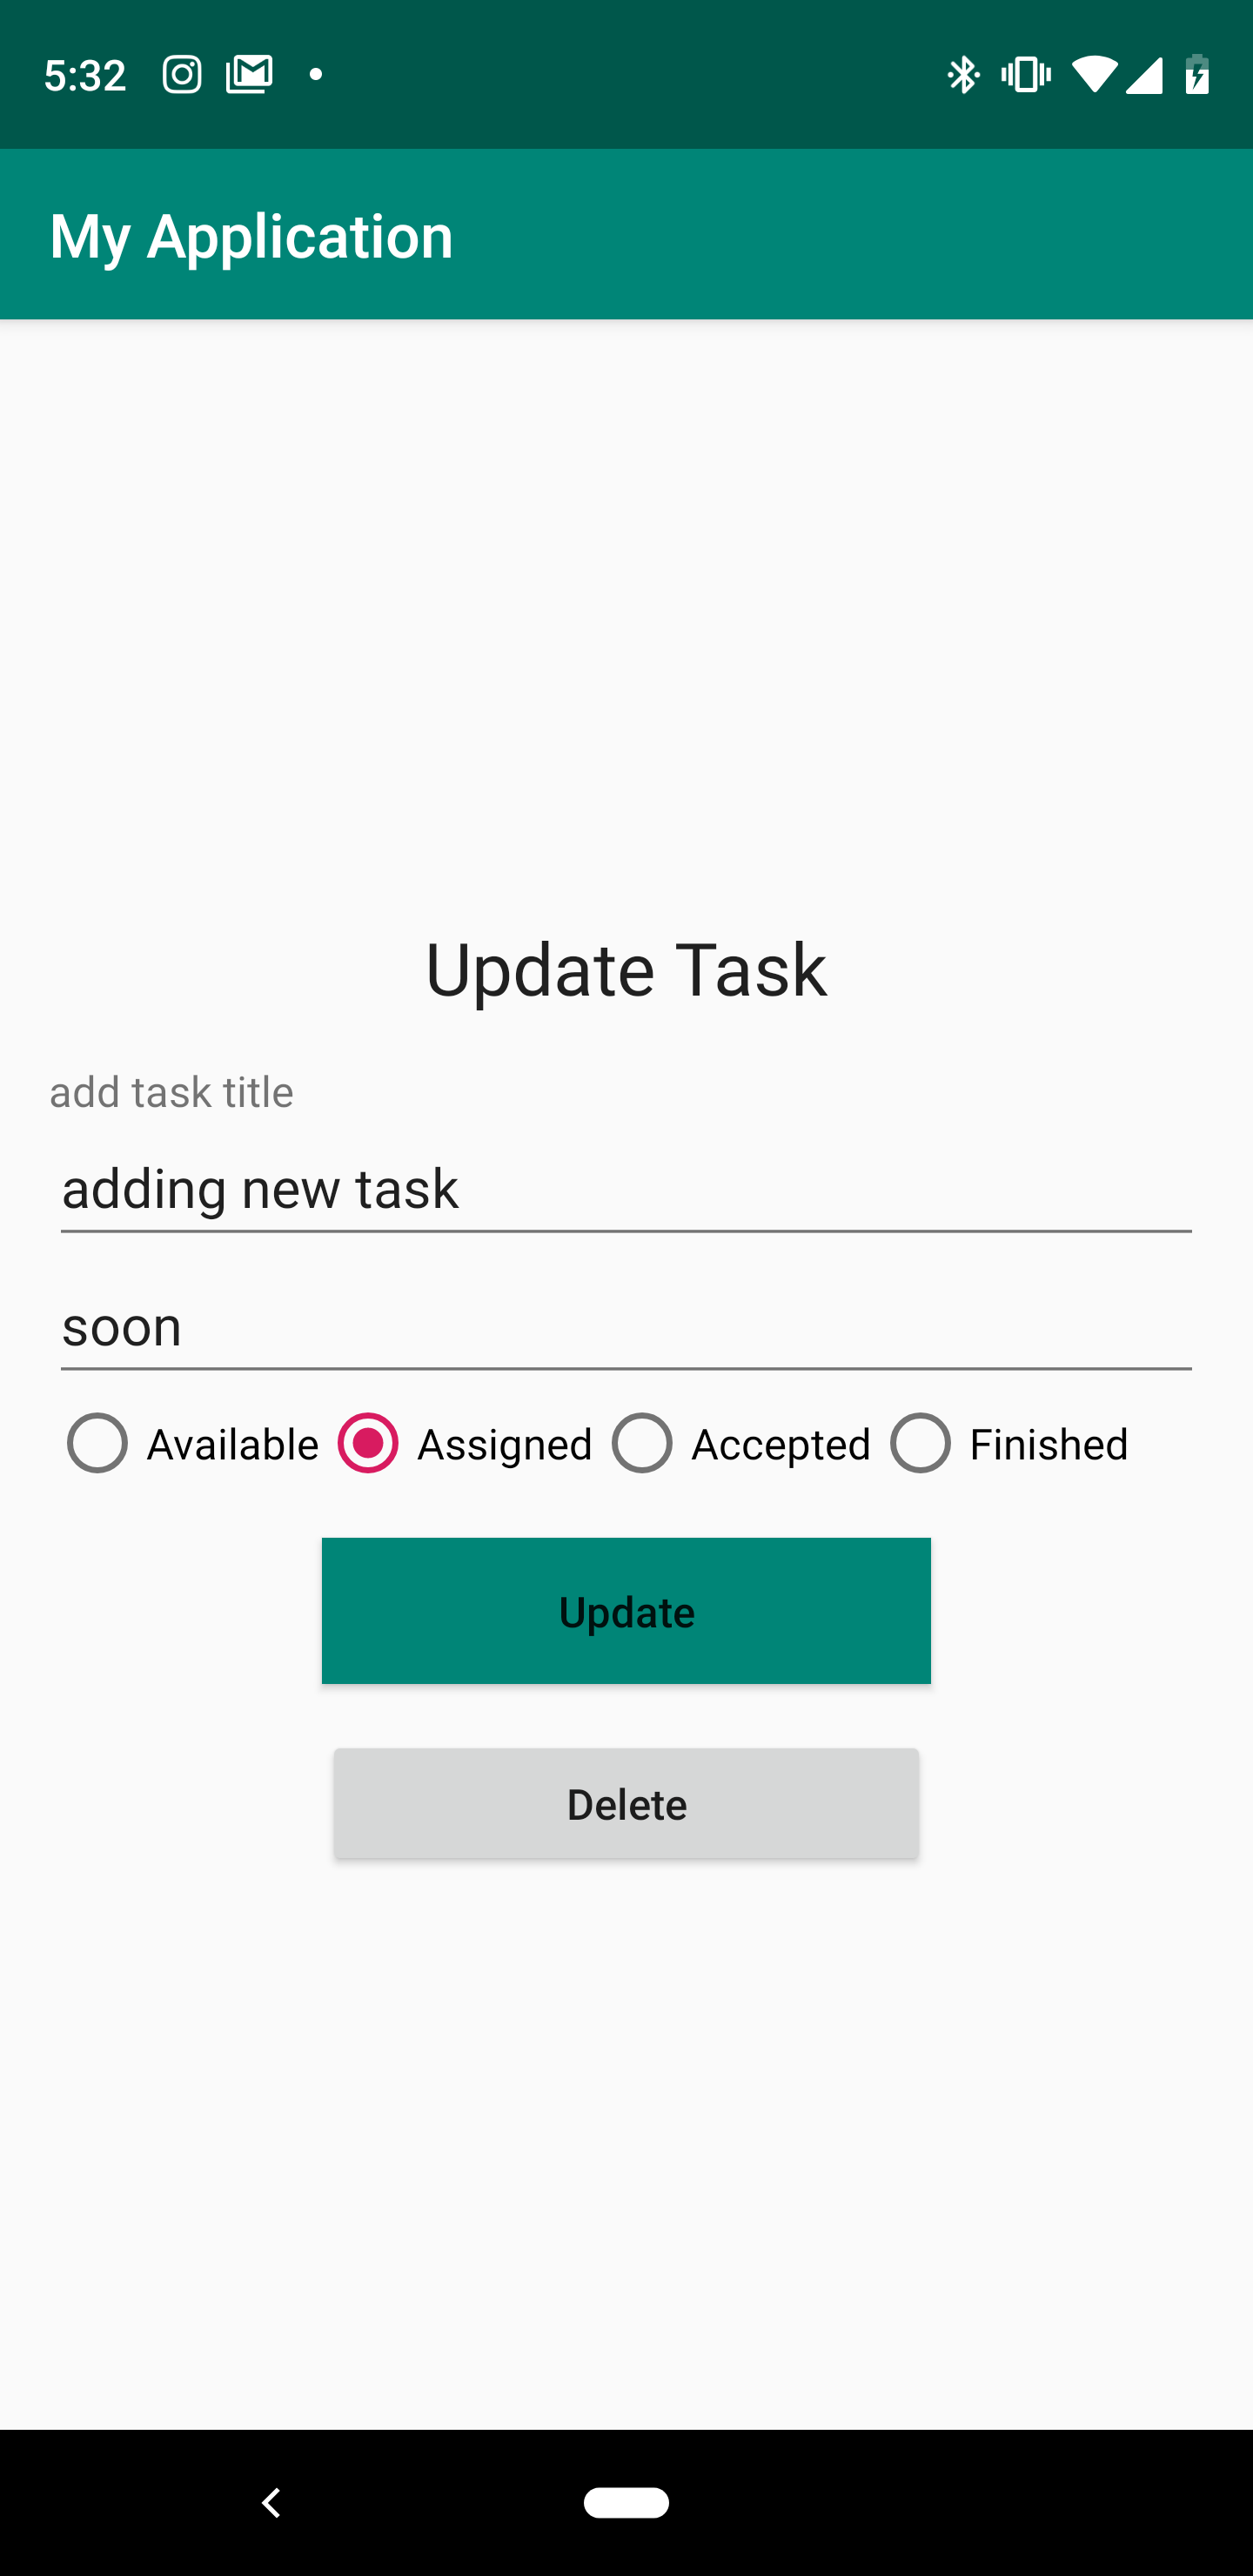 5:32
My Application
Update Task
add task title
adding new task
soon
Available Assigned Accepted Finished
Update
Delete